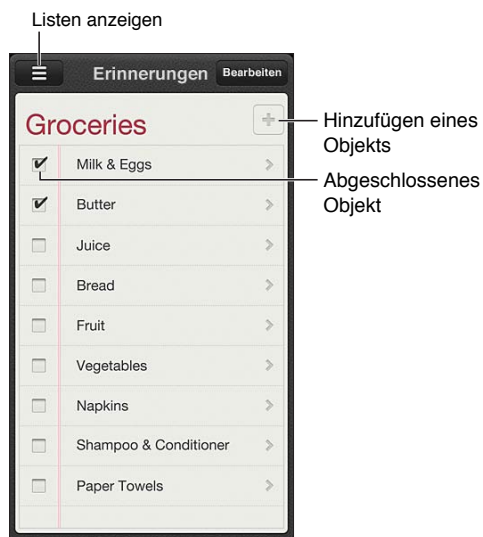 Listen anzeigen
Erinnerungen Bearbeiten
Groceries
Hinzufügen eines
Objekts
Milk & Eggs
Abgeschlossenes
Objekt
Butter
Juice
Bread
Fruit
Vegetables
Napkins
Shampoo & Conditioner
Paper Towels